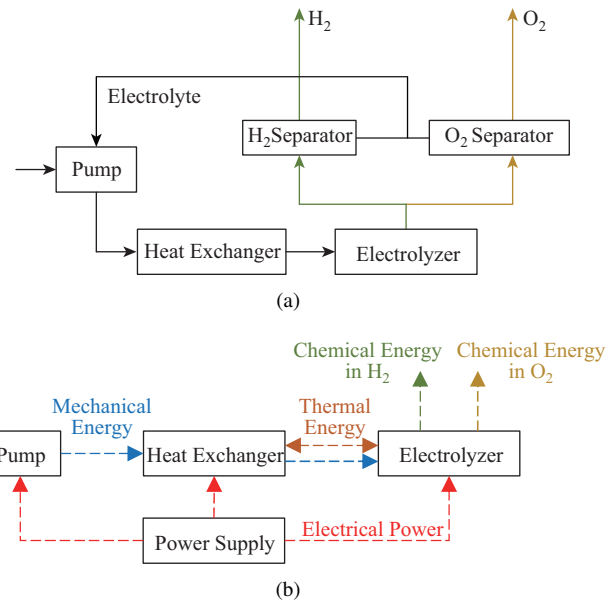 H2
O2
Electrolyte
H2Separator
O2 Separator
Pump
Heat Exchanger
Electrolyzer
(a)
Chemical Energy
in H2
Chemical Energy
in O2
Mechanical
Energy
Thermal
Energy
Pump
Heat Exchanger
Electrolyzer
Electrical Power
Power Supply
(b)